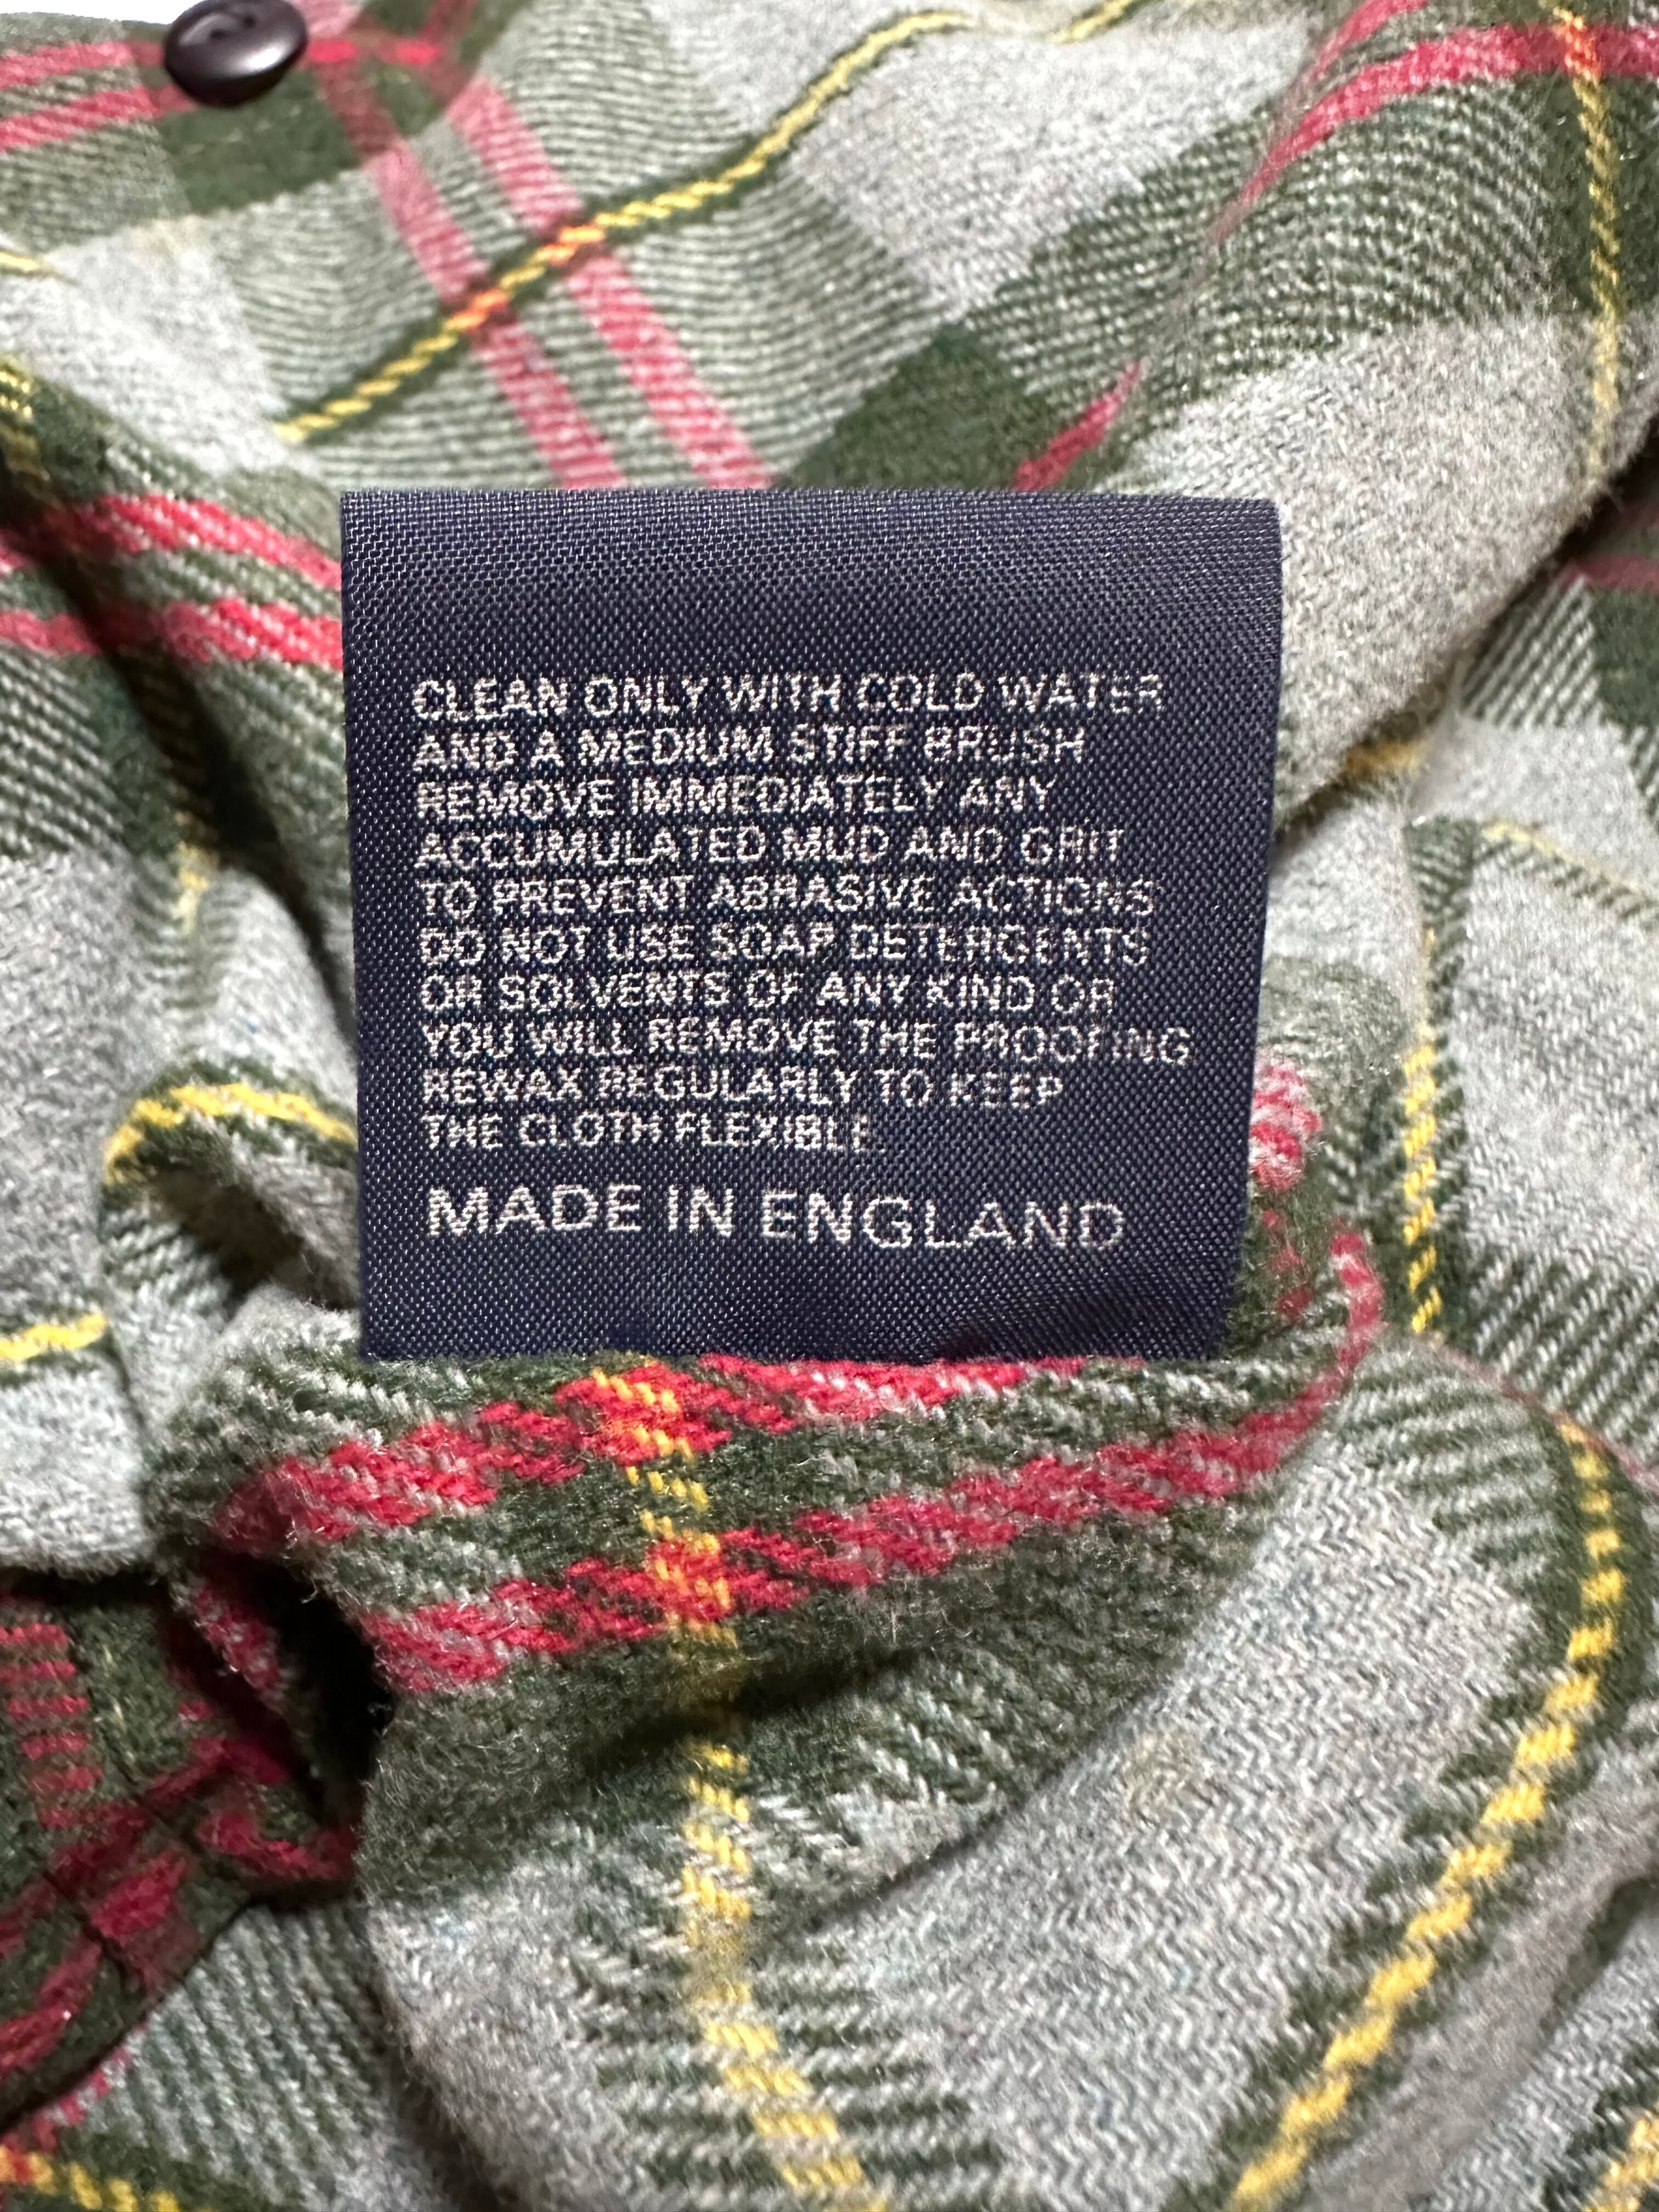 CLEAN ONLY WITH COLD WATER
AND A MEDIUM STIFF BRUSH
REMOVE IMMEDIATELY ANY
ACCUMULATED MUD AND GRIT
TO PREVENT ABRASIVE ACTIONS
DO NOT USE SOAP DETERGENTS
OR SOLVENTS OF ANY KIND OR
YOU WILL REMOVE THE PROOFING
REWAX REGULARLY TO KEEP
THE CLOTH FLEXIBLE
MADE IN ENGLAND